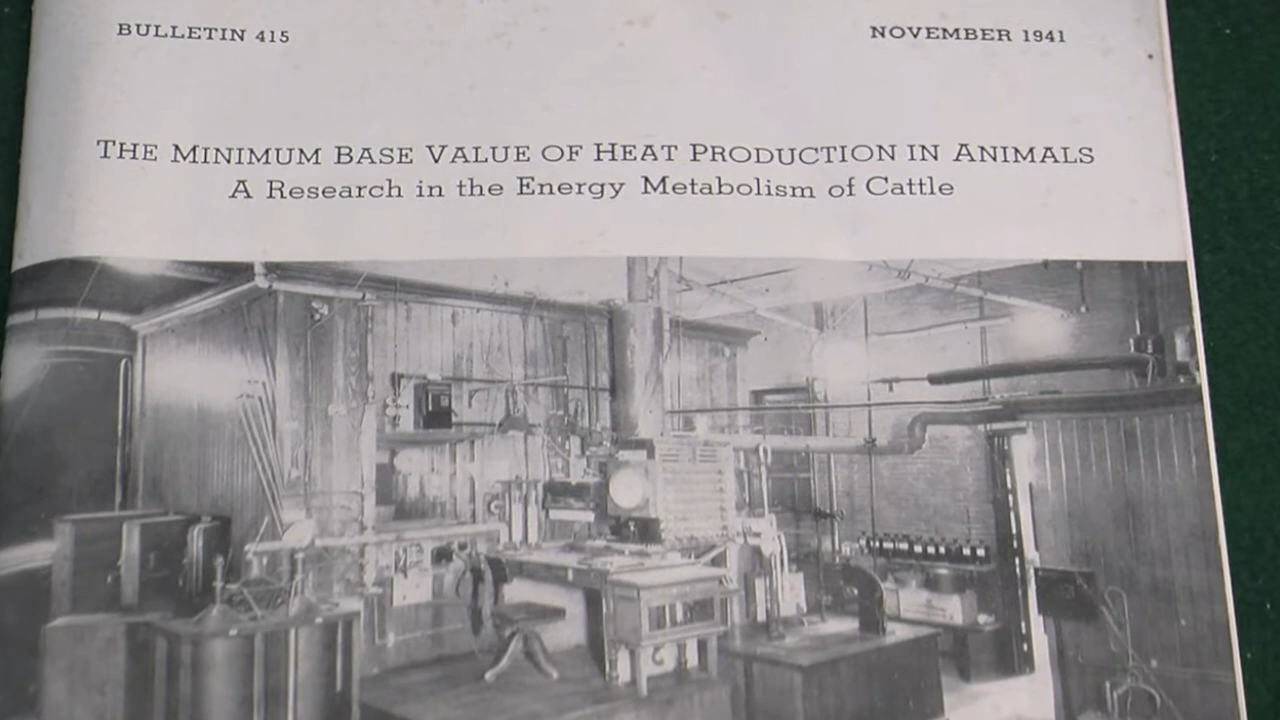 BULLETIN 415
NOVEMBER 1941
THE MINIMUM BASE VALUE OF HEAT PRODUCTION IN ANIMALS
A Research in the Energy Metabolism of Cattle